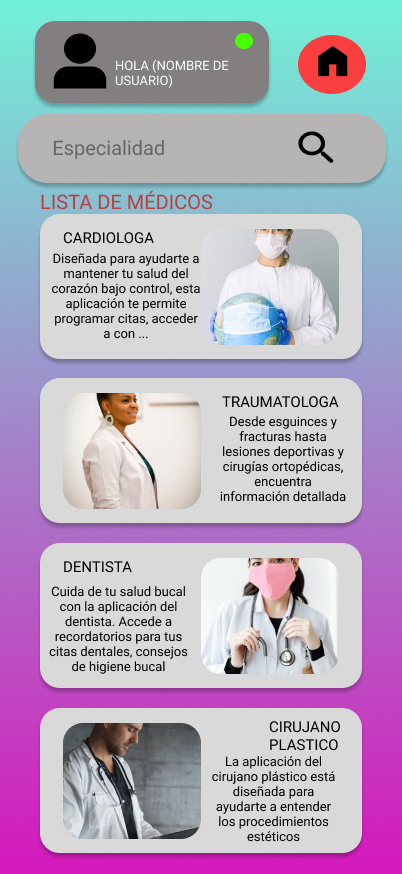 HOLA (NOMBRE DE
USUARIO)
Especialidad
LISTA DE MÉDICOS
CARDIOLOGA
Diseñada para ayudarte a
mantener tu salud del
corazón bajo control, esta
aplicación te permite
programar citas, acceder
a con ...
TRAUMATOLOGA
Desde esguinces y
fracturas hasta
lesiones deportivas y
cirugías ortopédicas,
encuentra
información detallada
DENTISTA
Cuida de tu salud bucal
con la aplicación del
dentista. Accede a
recordatorios para tus
citas dentales, consejos
de higiene bucal
CIRUJANO
PLASTICO
La aplicación del
cirujano plástico está
diseñada para
ayudarte a entender
los procedimientos
estéticos